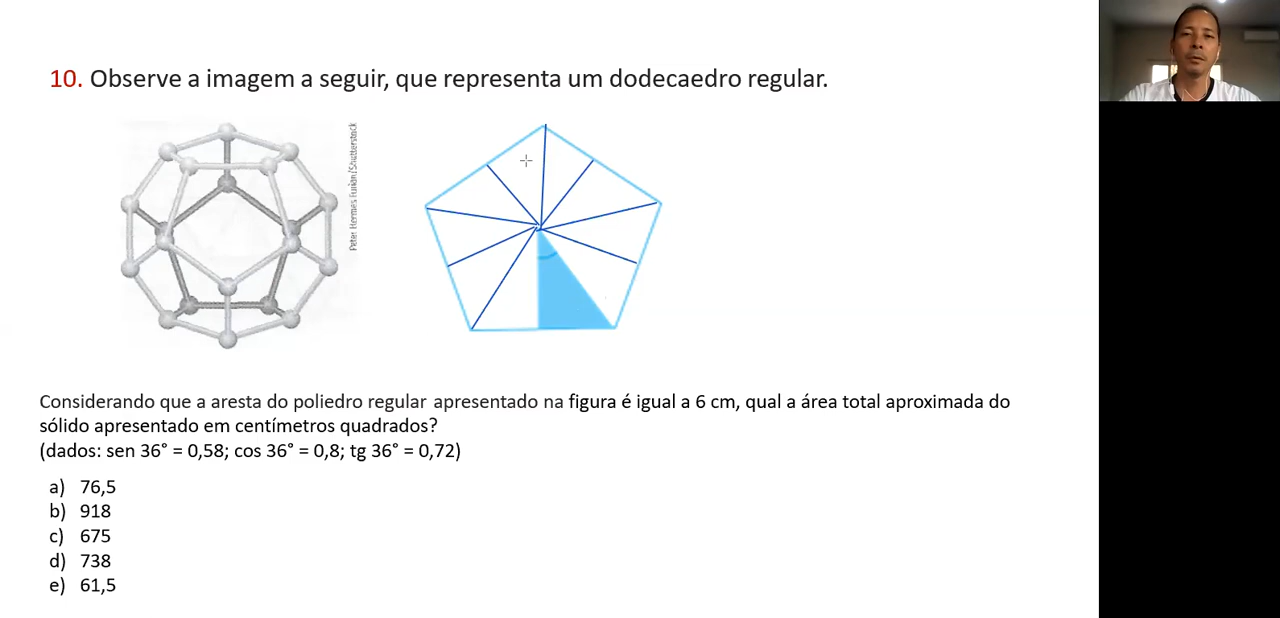 10. Observe a imagem a seguir, que representa um dodecaedro regular.
Peter Hermes Furian/Shutterstock
Considerando que a aresta do poliedro regular apresentado na figura é igual a 6 cm, qual a área total aproximada do
sólido apresentado em centímetros quadrados?
(dados: sen 36° = 0,58; cos 36° = 0,8; tg 36° = 0,72)
a) 76,5
b) 918
c) 675
d) 738
e) 61,5